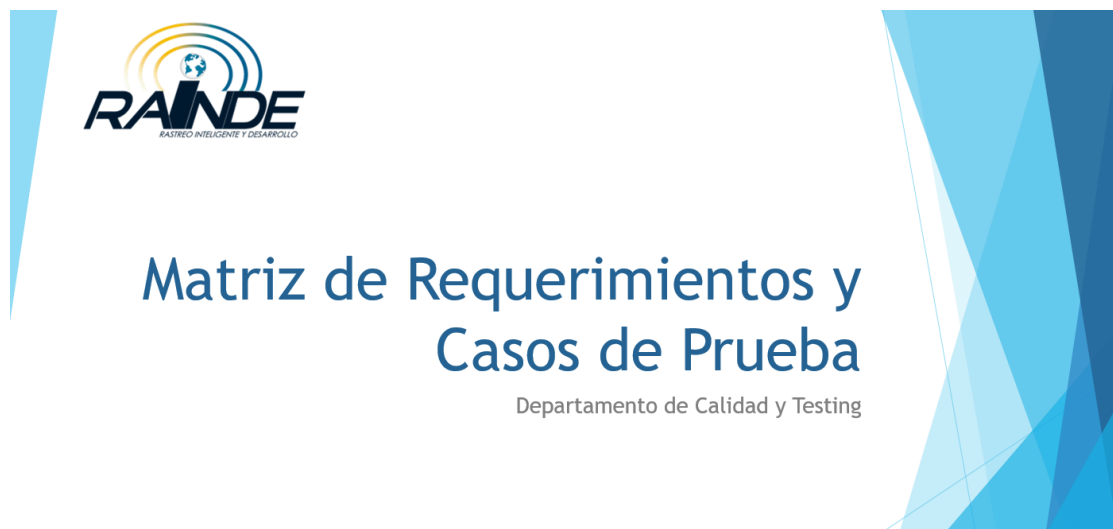 RAINDE
RASTREO INTELIGENTE Y DESARROLLO
Matriz de Requerimientos y
Casos de Prueba
Departamento de Calidad y Testing